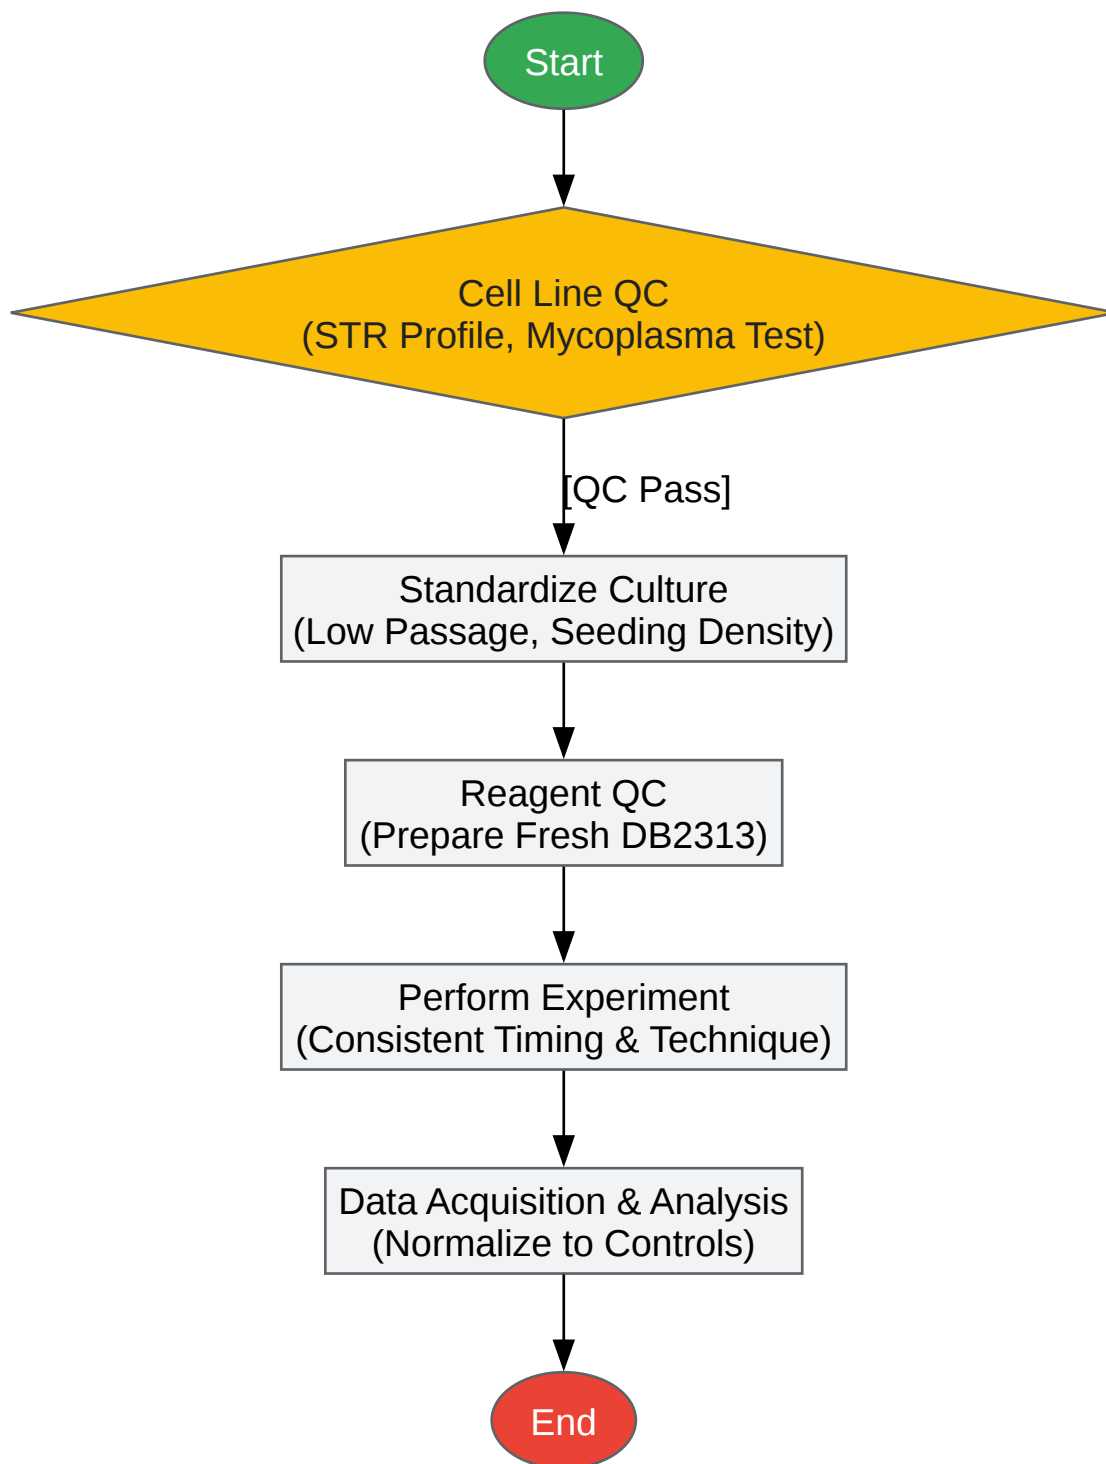 Start
Cell Line QC
(STR Profile, Mycoplasma Test)
[QC Pass]
Standardize Culture
(Low Passage, Seeding Density)
Reagent QC
(Prepare Fresh DB2313)
Perform Experiment
(Consistent Timing & Technique)
Data Acquisition & Analysis
(Normalize to Controls)
End